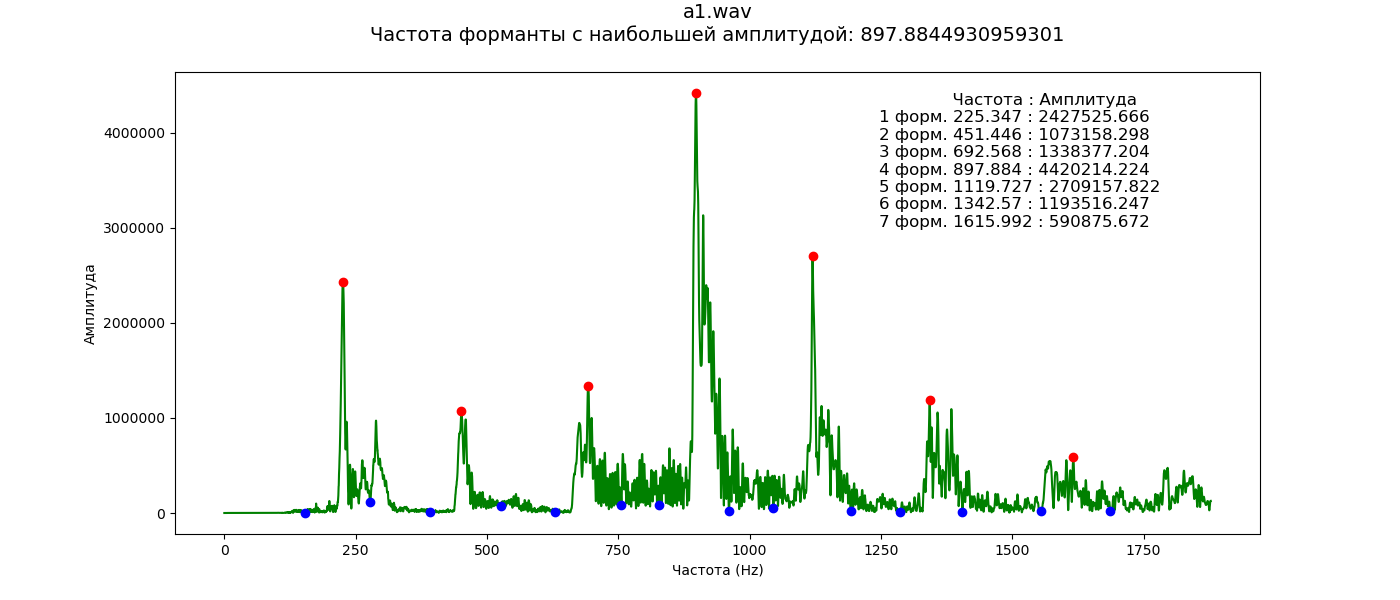 a1.wav
Частота форманты с наибольшей амплитудой: 897.8844930959301
Частота : Амплитуда
1 форм. 225.347 : 2427525.666
2 форм. 451.446 : 1073158.298
3 форм. 692.568 : 1338377.204
4 форм. 897.884 : 4420214.224
5 форм. 1119.727 : 2709157.822
6 форм. 1342.57 : 1193516.247
7 форм. 1615.992 : 590875.672
4000000
3000000
2000000
1000000
0
Амплитуда
0 250 500 750 1000 1250 1500 1750
Частота (Hz)